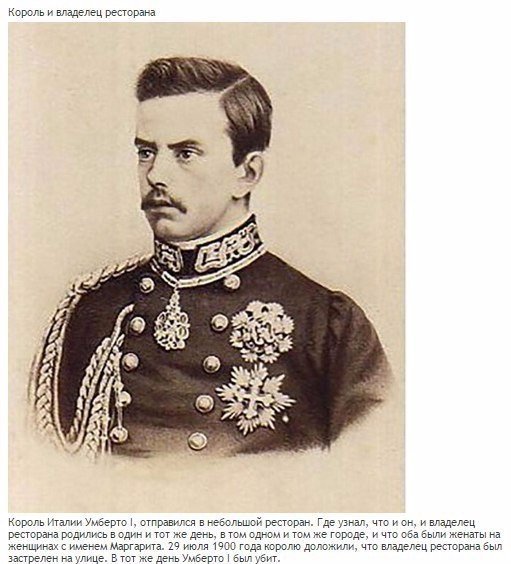 Король и владелец ресторана
Король Италии Умберто I, отправился в небольшой ресторан. Где узнал, что и он, и владелец
ресторана родились в один и тот же день, в том одном и том же городе, и что оба были женаты на
женщинах с именем Маргарита. 29 июля 1900 года королю доложили, что владелец ресторана был
застрелен на улице. В тот же день Умберто I был убит.